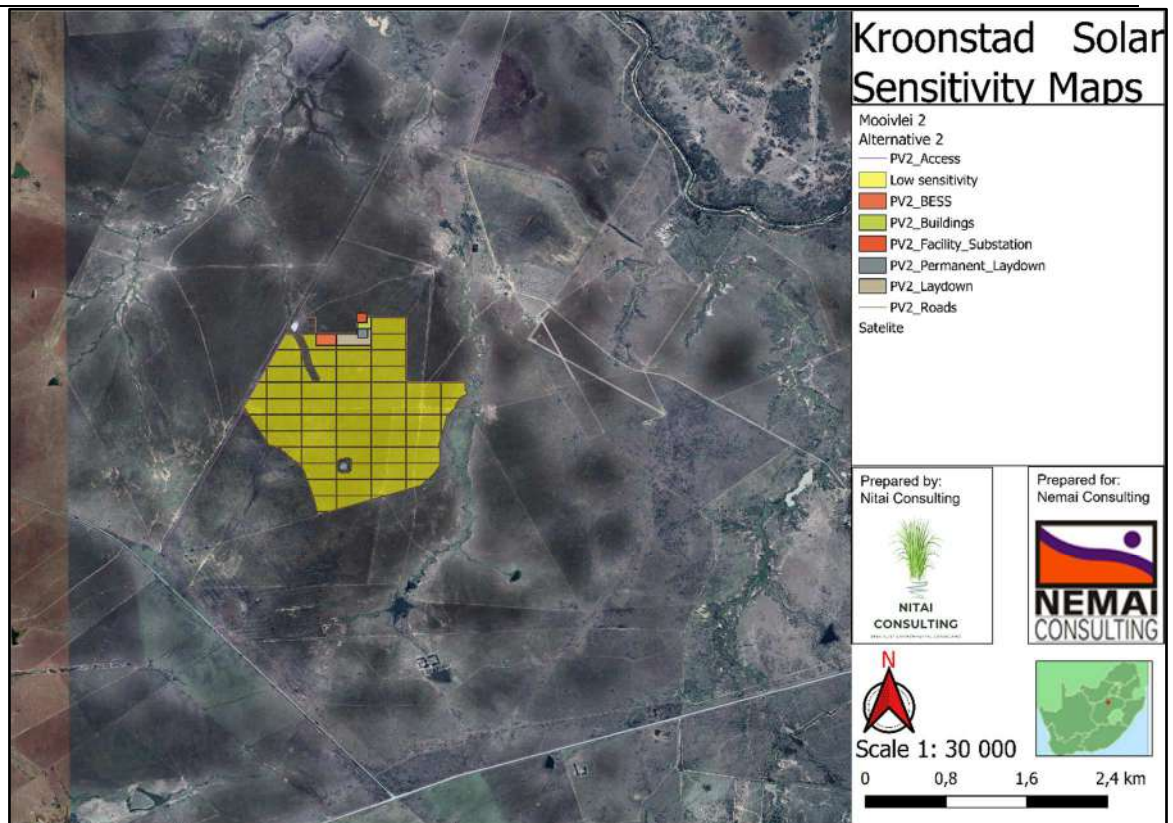 Kroonstad Solar
Sensitivity Maps
Mooivlei 2
Alternative 2
PV2_Access
Low sensitivity
PV2_BESS
PV2_Buildings
PV2_Facility_Substation
PV2_Permanent_Laydown
PV2_Laydown
PV2_Roads
Satelite
Prepared by:
Nitai Consulting
NITAI
CONSULTING
Prepared for:
Nemai Consulting
NEMAI
CONSULTING
N
Scale 1: 30 000
0 0,8 1,6 2,4 km